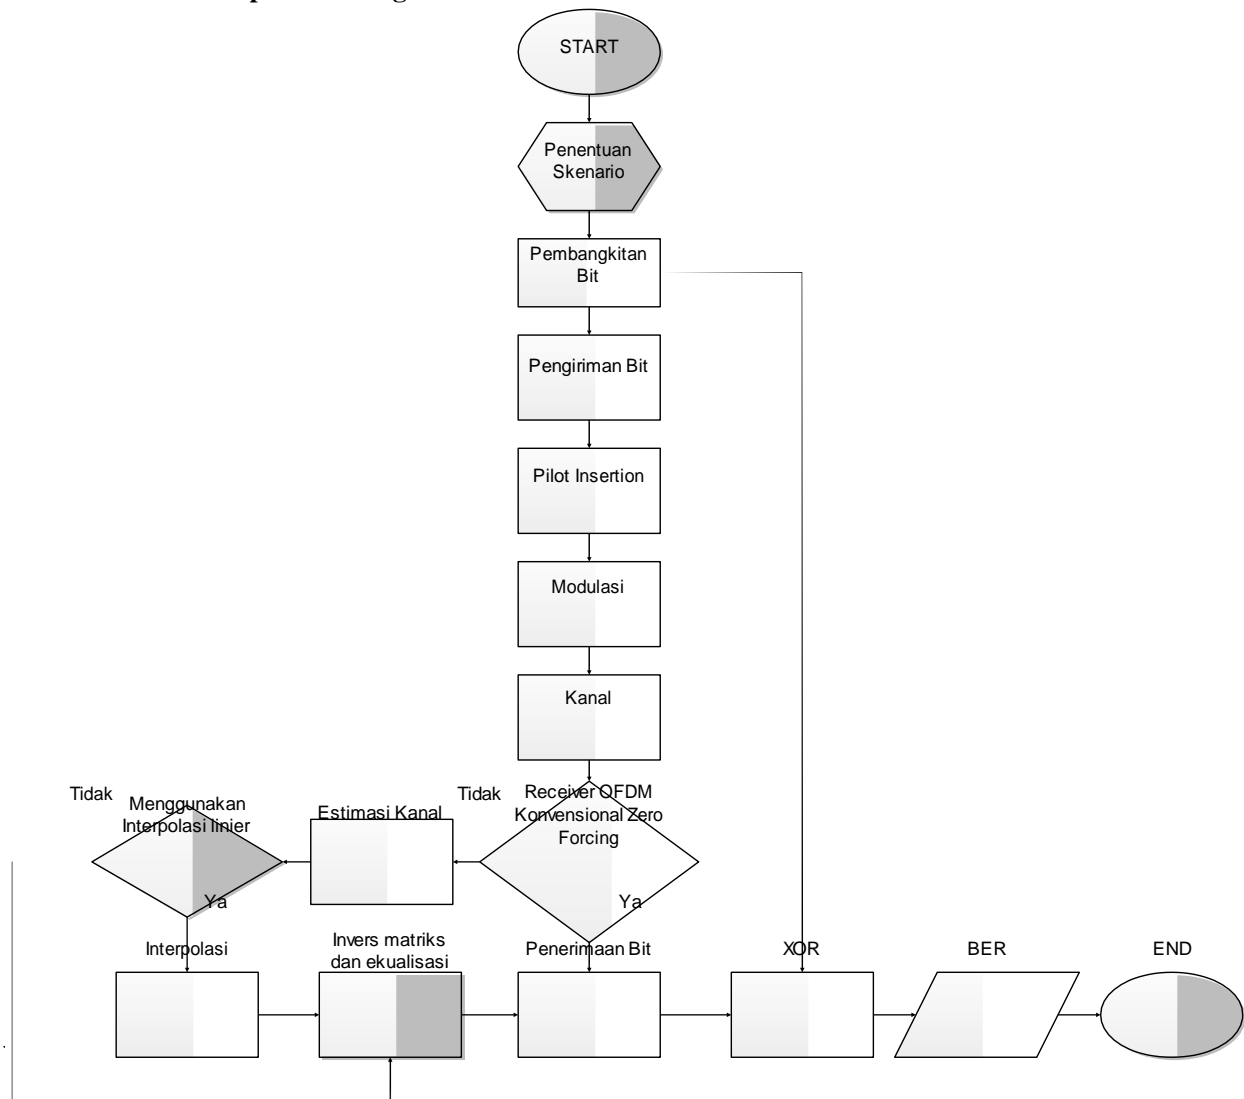 START
Penentuan
Skenario
Pembangkitan
Bit
Pengiriman Bit
Pilot Insertion
Modulasi
Kanal
Tidak
Menggunakan
Interpolasi linier
Estimasi Kanal
Tidak
Receiver OFDM
Konvensional Zero
Forcing
Ya
Ya
Interpolasi
Invers matriks
dan ekualisasi
Penerimaan Bit
XOR
BER
END